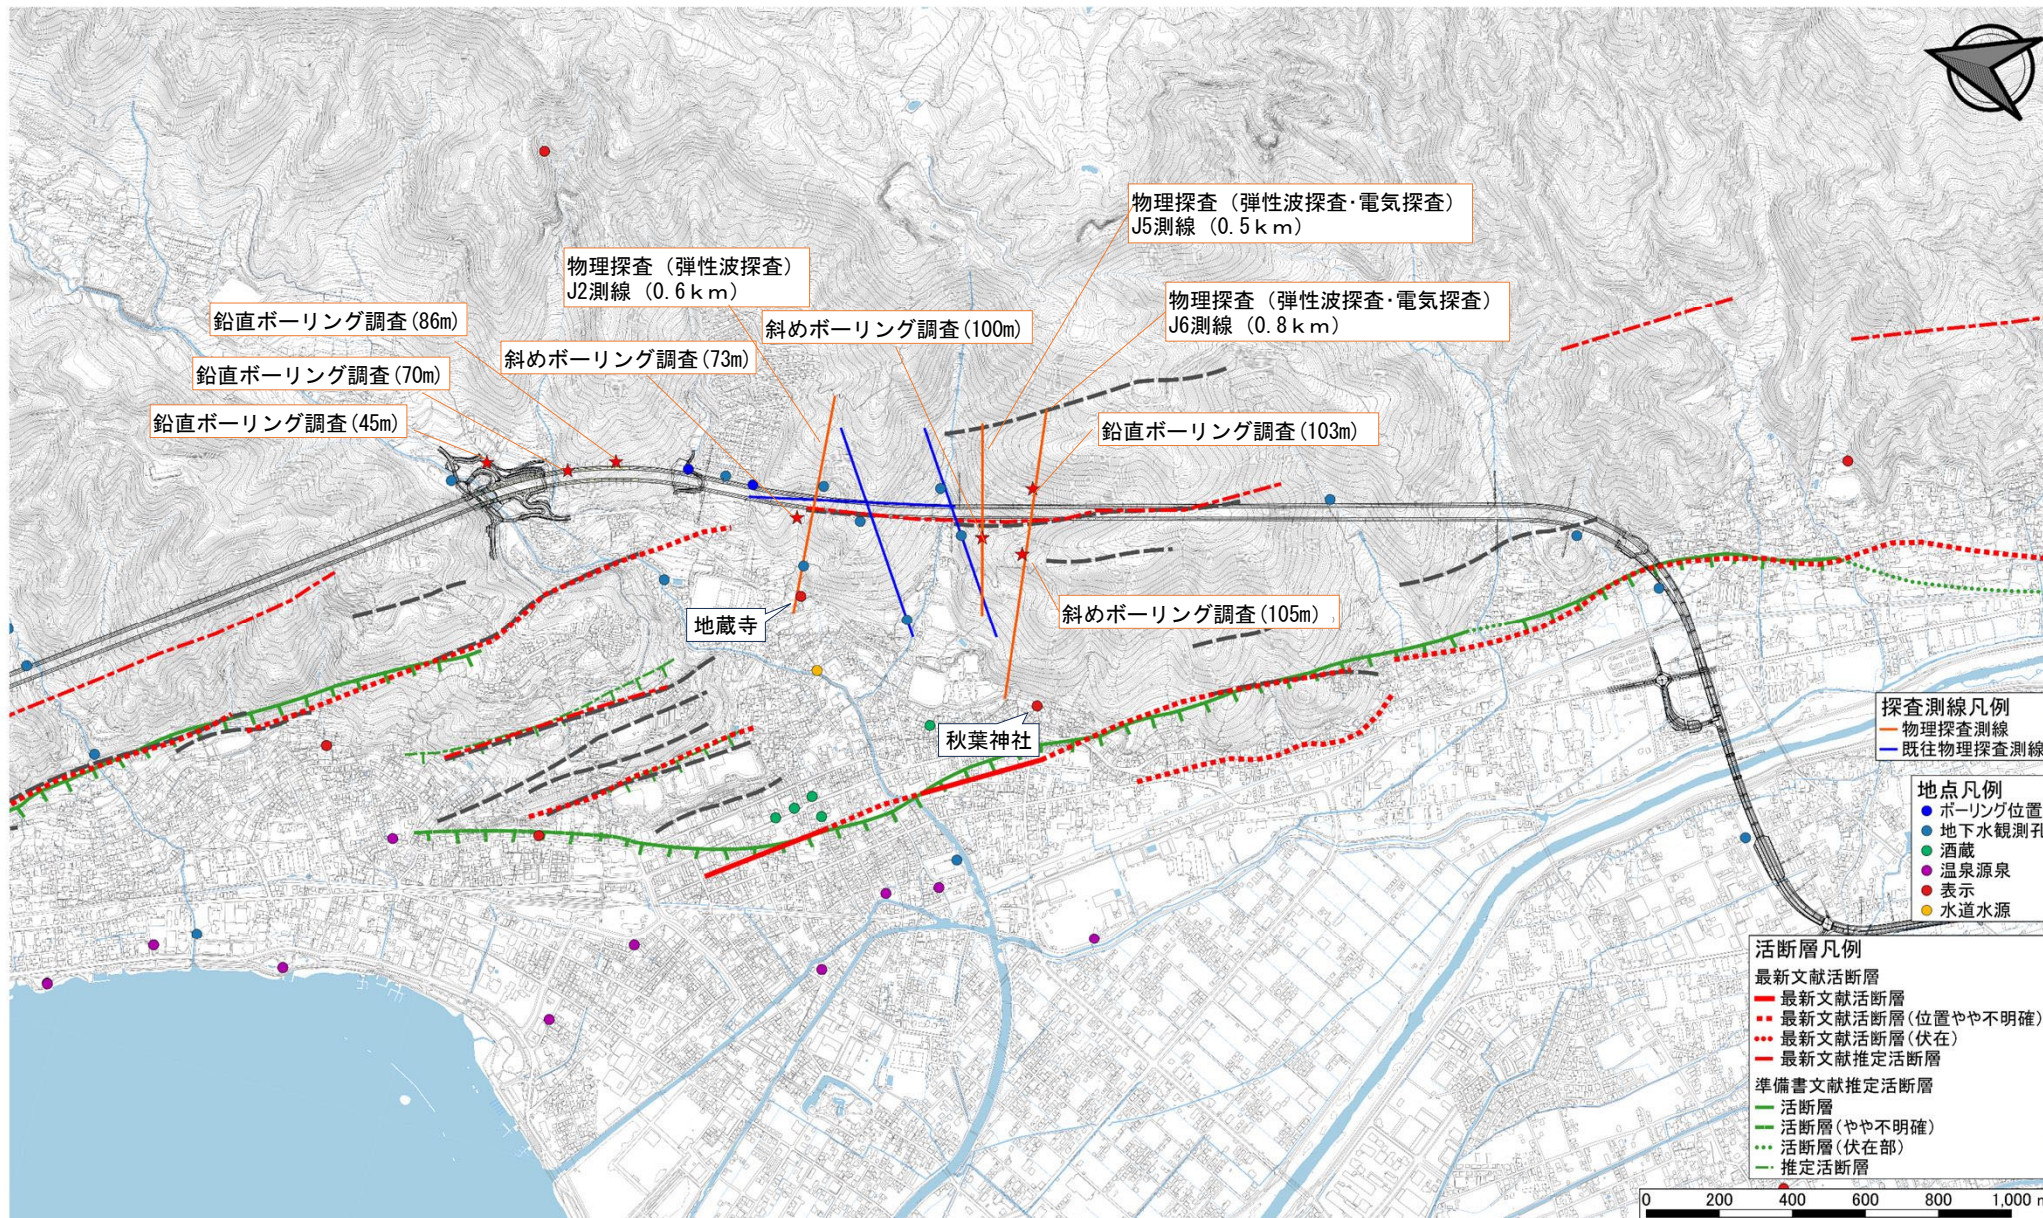 物理探査（弾性波探査･電気探査）
J5測線（0.5ｋｍ）
物理探査（弾性波探査）
J2測線（0.6ｋｍ）
物理探査（弾性波探査･電気探査）
J6測線（0.8ｋｍ）
鉛直ボーリング調査(86m)
斜めボーリング調査(100m)
斜めボーリング調査(73m)
鉛直ボーリング調査(70m)
鉛直ボーリング調査(45m)
鉛直ボーリング調査(103m)
斜めボーリング調査(105m)
地蔵寺
秋葉神社
探査測線凡例
物理探査測線
既往物理探査測線
地点凡例
ボーリング位置
地下水観測孔
酒蔵
温泉源泉
表示
水道水源
活断層凡例
最新文献活断層
最新文献活断層
最新文献活断層(位置やや不明確)
最新文献活断層(伏在)
最新文献推定活断層
準備書文献推定活断層
活断層
活断層(やや不明確)
活断層(伏在部)
推定活断層
0 200 400 600 800 1,000 m